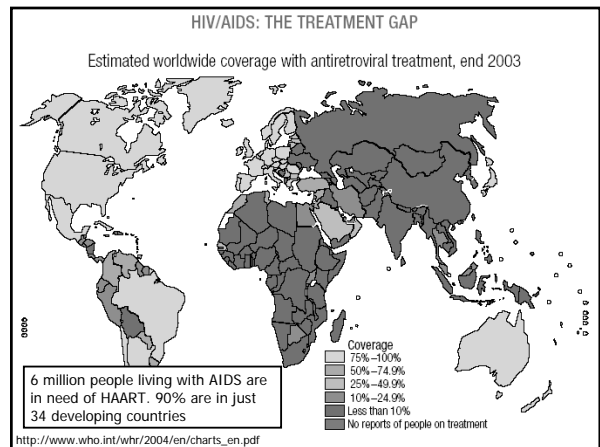 HIV/AIDS: THE TREATMENT GAP
Estimated worldwide coverage with antiretroviral treatment, end 2003
6 million people living with AIDS are
in need of HAART. 90% are in just
34 developing countries
Coverage
75%–100%
50%–74.9%
25%–49.9%
10%–24.9%
Less than 10%
No reports of people on treatment
http://www.who.int/whr/2004/en/charts_en.pdf